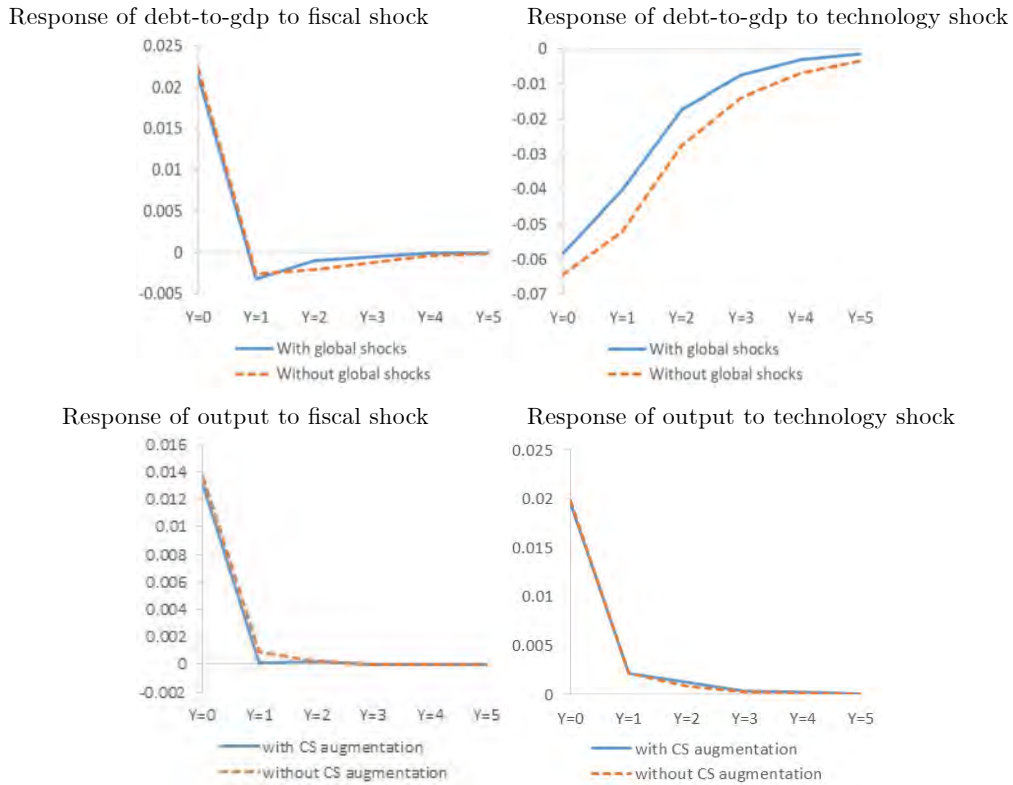 Response of debt-to-gdp to fiscal shock
0.025
0.02
0.015
0.01
0.005
0
-0.005
Y=0 Y=1 Y=2 Y=3 Y=4 Y=5
With global shocks
Without global shocks
Response of debt-to-gdp to technology shock
0
-0.01
-0.02
-0.03
-0.04
-0.05
-0.06
-0.07
Y=0 Y=1 Y=2 Y=3 Y=4 Y=5
With global shocks
Without global shocks
Response of output to fiscal shock
0.016
0.014
0.012
0.01
0.008
0.006
0.004
0.002
0
-0.002
Y=0 Y=1 Y=2 Y=3 Y=4 Y=5
with CS augmentation
without CS augmentation
Response of output to technology shock
0.025
0.02
0.015
0.01
0.005
0
Y=0 Y=1 Y=2 Y=3 Y=4 Y=5
with CS augmentation
without CS augmentation